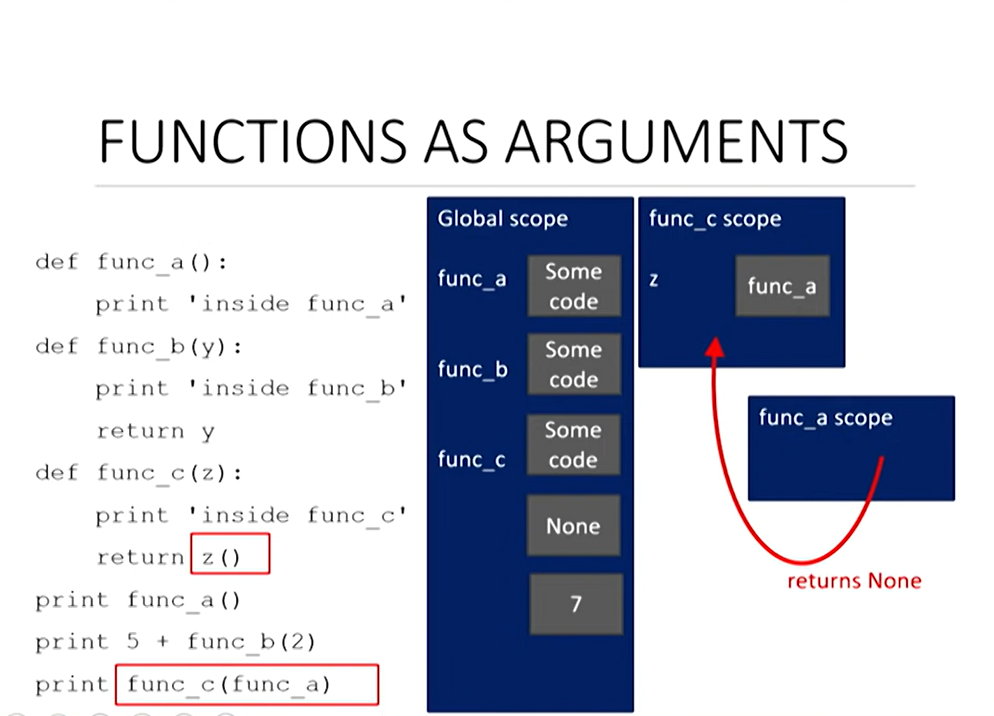 FUNCTIONS AS ARGUMENTS
def func_a():
print 'inside func_a'
def func_b(y):
print 'inside func_b'
return y
def func_c(z):
print 'inside func_c'
return z()
print func_a()
print 5 + func_b(2)
print func_c(func_a)
Global scope
func_a
Some
code
func_b
Some
code
func_c
Some
code
None
7
func_c scope
z
func_a
func_a scope
returns None